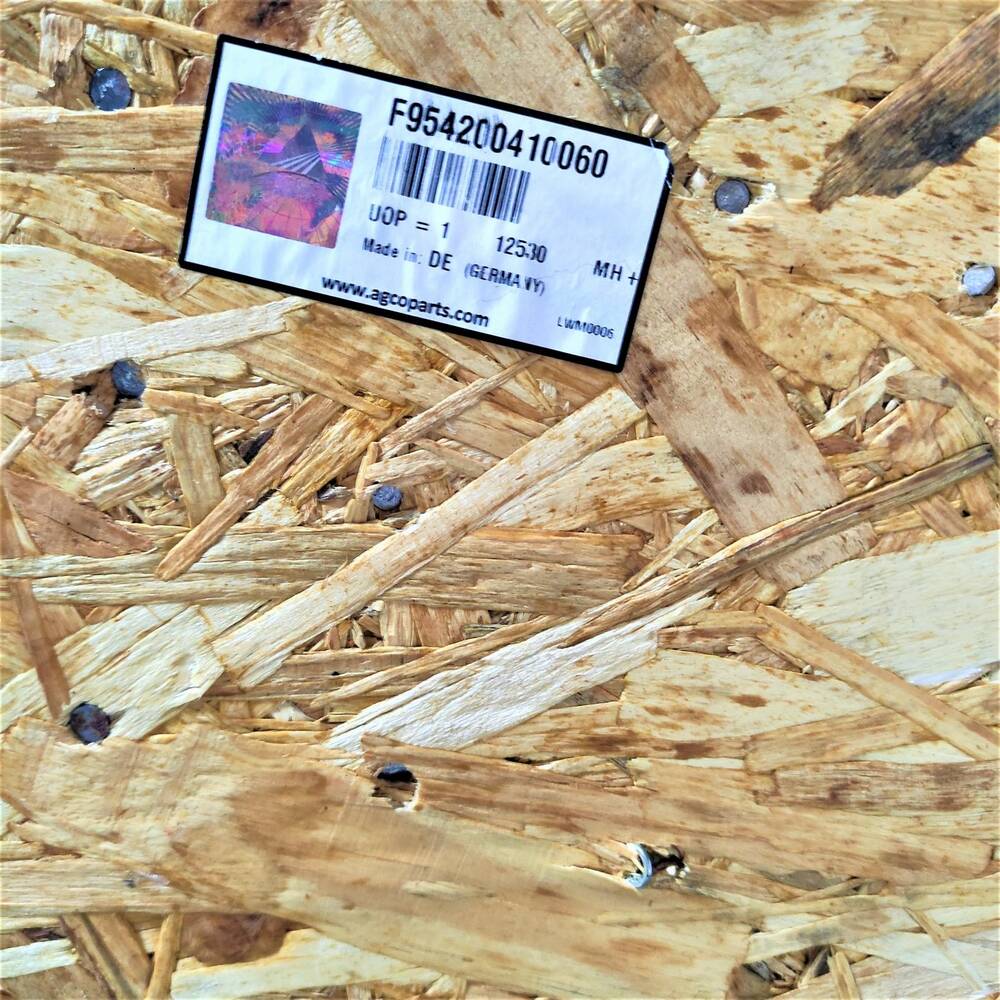 F954200410060
UOP = 1 12530
Made in: DE (GERMANY) MH +
www.agcoparts.com LWM0006